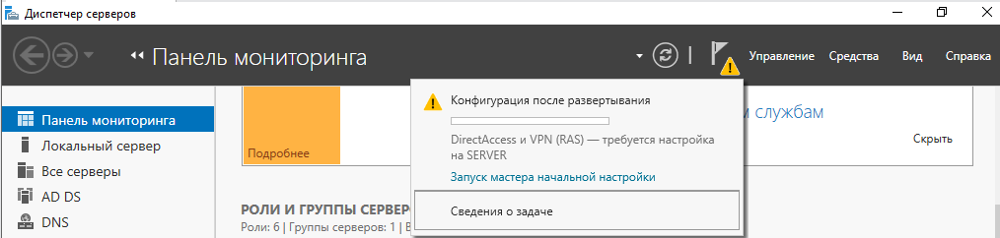 Диспетчер серверов
Панель мониторинга
Управление
Средства
Вид
Справка
Панель мониторинга
Локальный сервер
Все серверы
AD DS
DNS
Подробнее
службам
Скрыть
Конфигурация после развертывания
DirectAccess и VPN (RAS) — требуется настройка
на SERVER
Запуск мастера начальной настройки
Сведения о задаче
РОЛИ И ГРУППЫ СЕРВЕР
Роли: 6 | Группы серверов: 1 | В